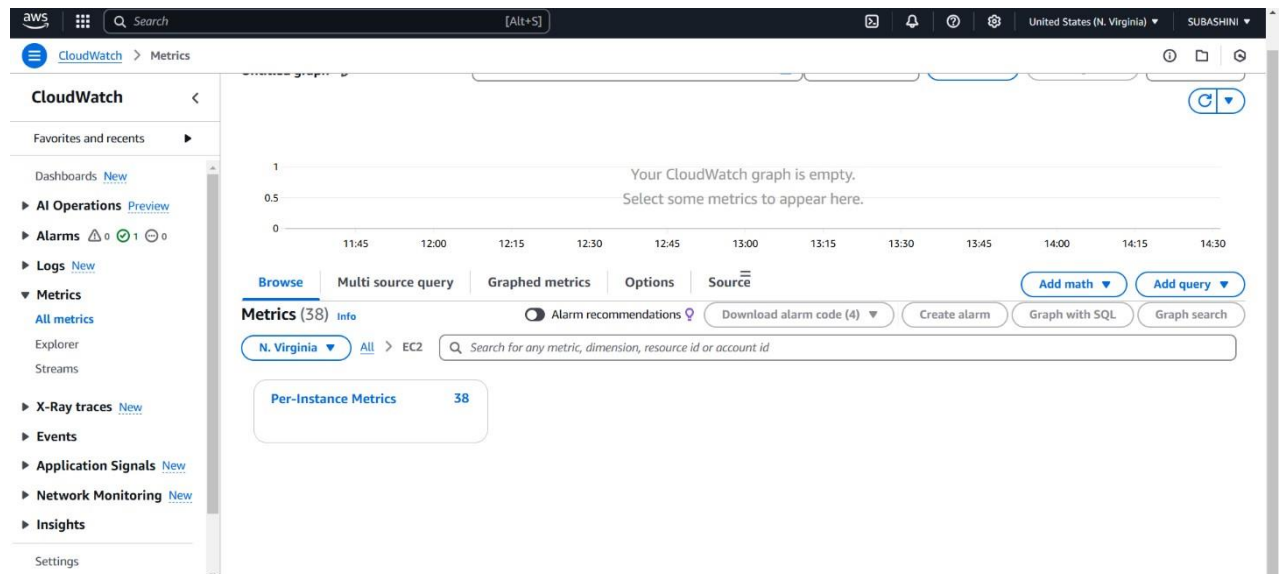 aws Search [Alt+S] United States (N. Virginia) SUBASHINI
CloudWatch > Metrics
Untitled graph
CloudWatch
Favorites and recents
Dashboards New
AI Operations Preview
Alarms 0 1 0
Logs New
Metrics
All metrics
Explorer
Streams
X-Ray traces New
Events
Application Signals New
Network Monitoring New
Insights
Settings
1
0.5
0
Your CloudWatch graph is empty.
Select some metrics to appear here.
11:45 12:00 12:15 12:30 12:45 13:00 13:15 13:30 13:45 14:00 14:15 14:30
Browse Multi source query Graphed metrics Options Source Add math Add query
Metrics (38) Info Alarm recommendations Download alarm code (4) Create alarm Graph with SQL Graph search
N. Virginia All > EC2 Search for any metric, dimension, resource id or account id
Per-Instance Metrics 38